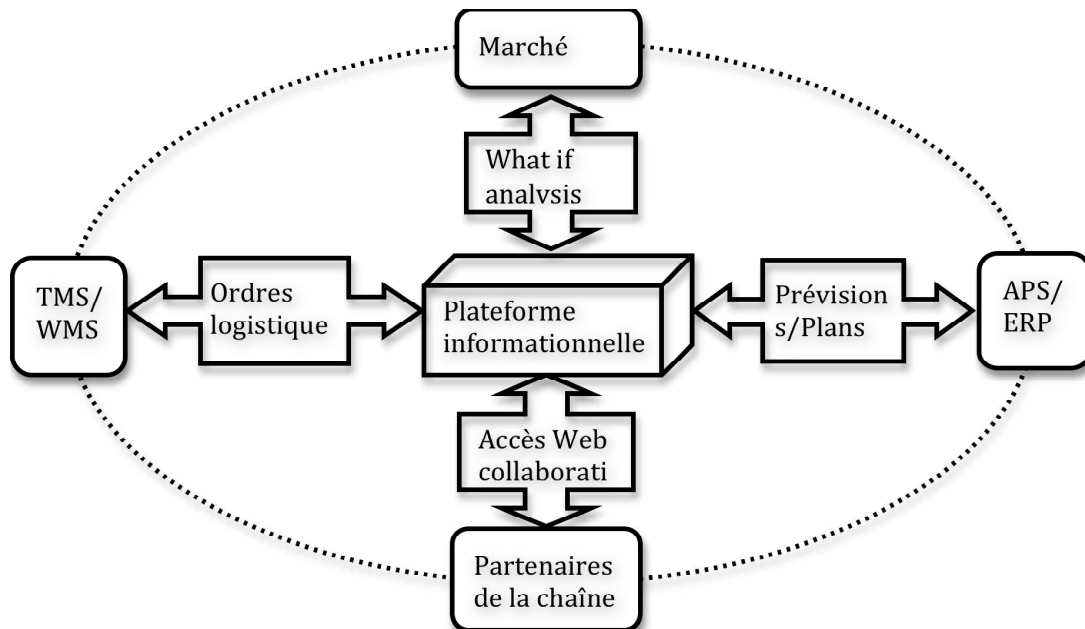 Marché
What if
analysis
TMS/
WMS
Ordres
logistique
Plateforme
informationnelle
Prévision
s/Plans
APS/
ERP
Accès Web
collaborati
Partenaires
de la chaîne